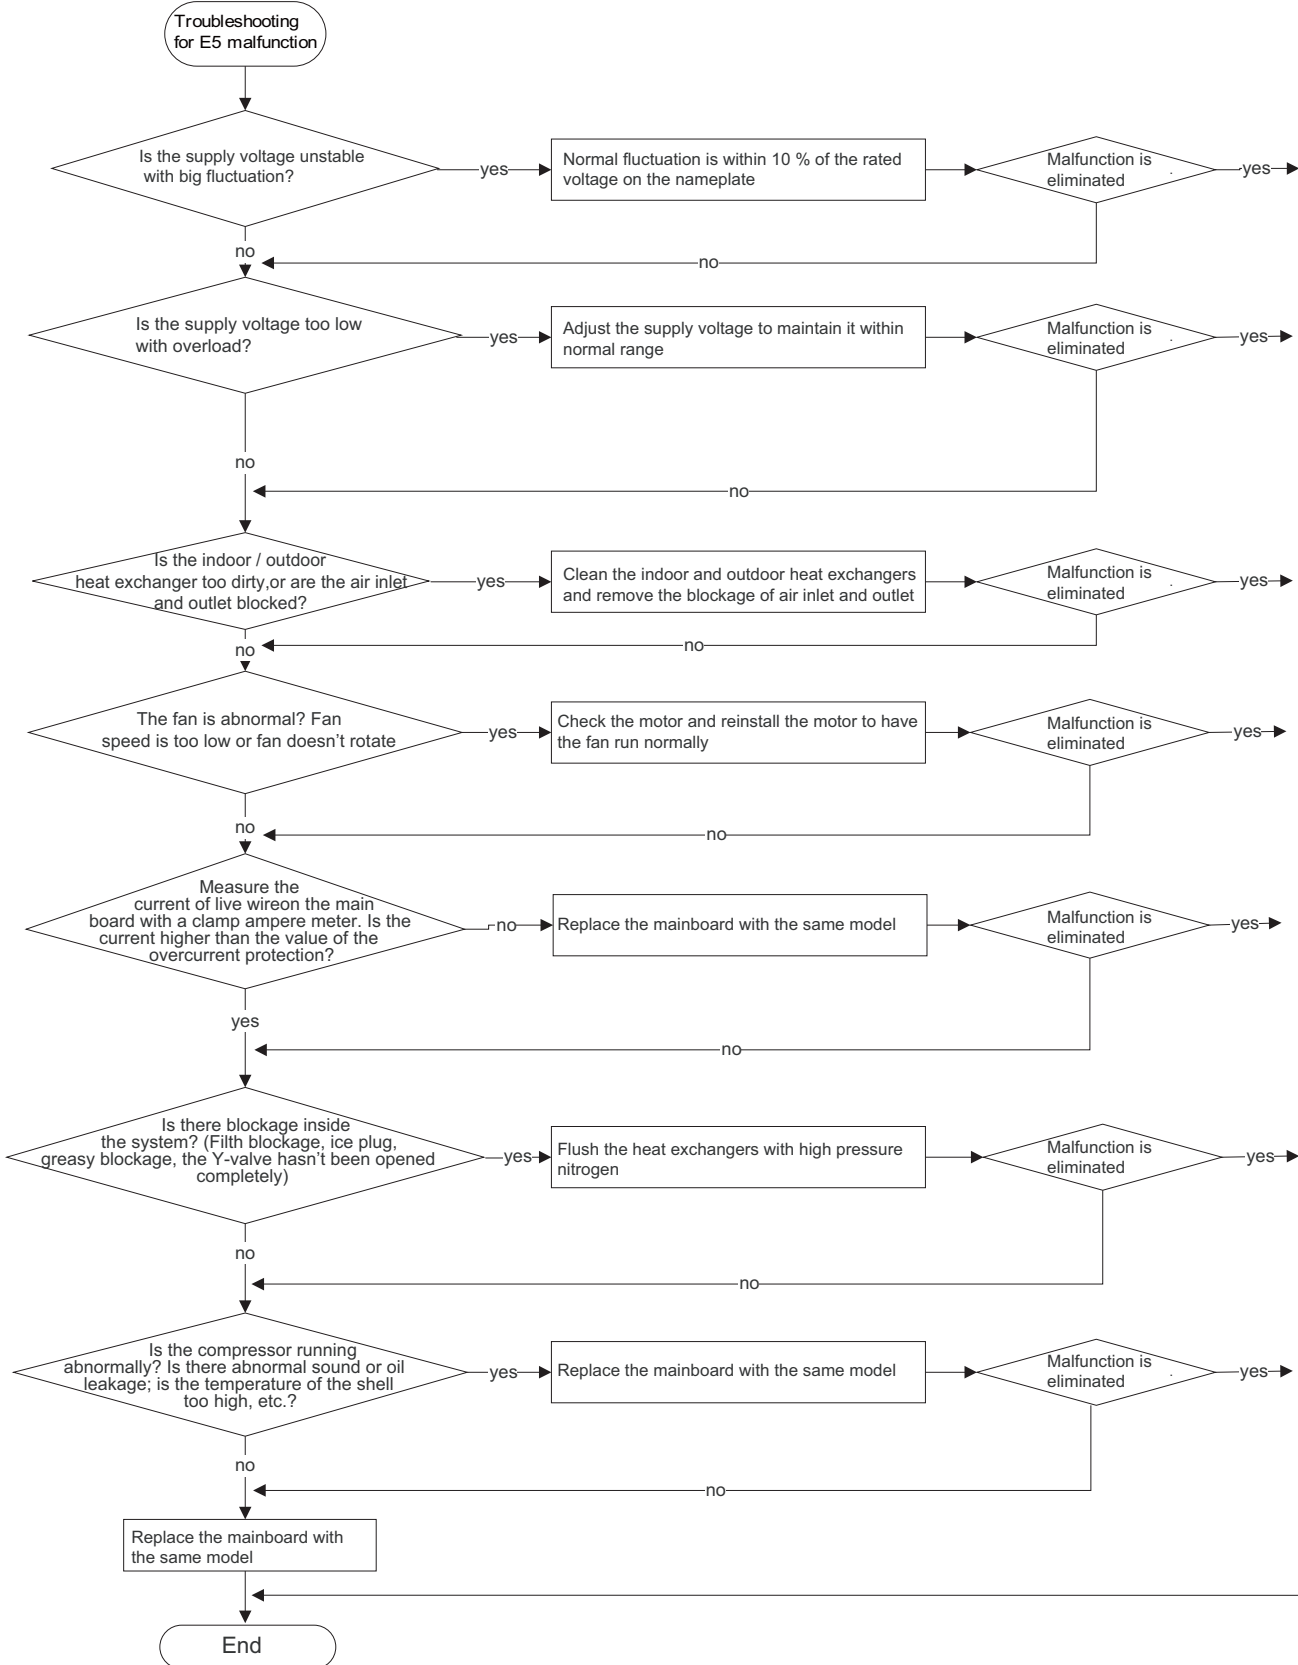 Troubleshooting
for E5 malfunction
Is the supply voltage unstable
with big fluctuation?
yes
Normal fluctuation is within 10 % of the rated
voltage on the nameplate
Malfunction is
eliminated
yes
no
no
Is the supply voltage too low
with overload?
yes
Adjust the supply voltage to maintain it within
normal range
Malfunction is
eliminated
yes
no
no
Is the indoor / outdoor
heat exchanger too dirty,or are the air inlet
and outlet blocked?
yes
Clean the indoor and outdoor heat exchangers
and remove the blockage of air inlet and outlet
Malfunction is
eliminated
yes
no
no
The fan is abnormal? Fan
speed is too low or fan doesn’t rotate
yes
Check the motor and reinstall the motor to have
the fan run normally
Malfunction is
eliminated
yes
no
no
Measure the
current of live wireon the main
board with a clamp ampere meter. Is the
current higher than the value of the
overcurrent protection?
no
Replace the mainboard with the same model
Malfunction is
eliminated
yes
yes
no
Is there blockage inside
the system? (Filth blockage, ice plug,
greasy blockage, the Y-valve hasn’t been opened
completely)
yes
Flush the heat exchangers with high pressure
nitrogen
Malfunction is
eliminated
yes
no
no
Is the compressor running
abnormally? Is there abnormal sound or oil
leakage; is the temperature of the shell
too high, etc.?
yes
Replace the mainboard with the same model
Malfunction is
eliminated
yes
no
no
Replace the mainboard with
the same model
End